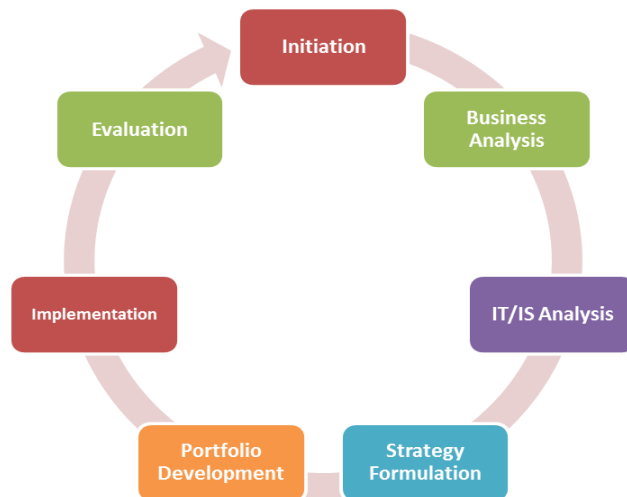 Initiation
Business
Analysis
IT/IS Analysis
Strategy
Formulation
Portfolio
Development
Implementation
Evaluation